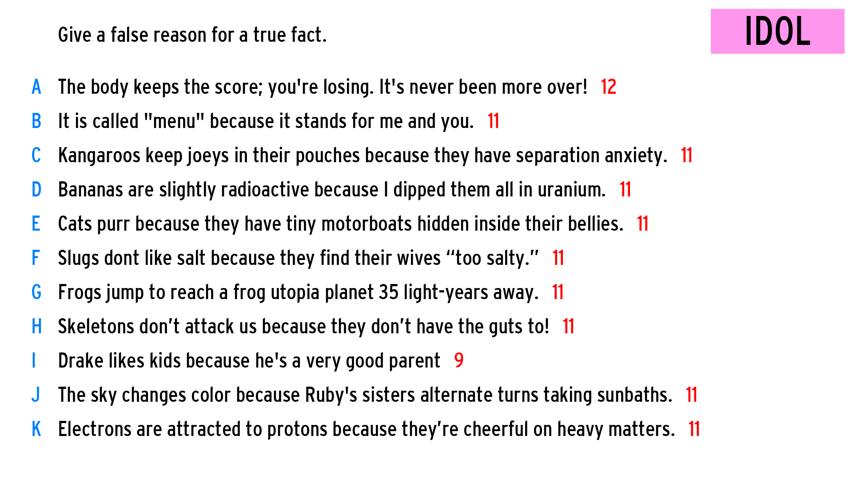 Give a false reason for a true fact.
IDOL
A The body keeps the score; you're losing. It's never been more over! 12
B It is called "menu" because it stands for me and you. 11
C Kangaroos keep joeys in their pouches because they have separation anxiety. 11
D Bananas are slightly radioactive because I dipped them all in uranium. 11
E Cats purr because they have tiny motorboats hidden inside their bellies. 11
F Slugs dont like salt because they find their wives “too salty.” 11
G Frogs jump to reach a frog utopia planet 35 light-years away. 11
H Skeletons don’t attack us because they don’t have the guts to! 11
I Drake likes kids because he's a very good parent 9
J The sky changes color because Ruby's sisters alternate turns taking sunbaths. 11
K Electrons are attracted to protons because they’re cheerful on heavy matters. 11